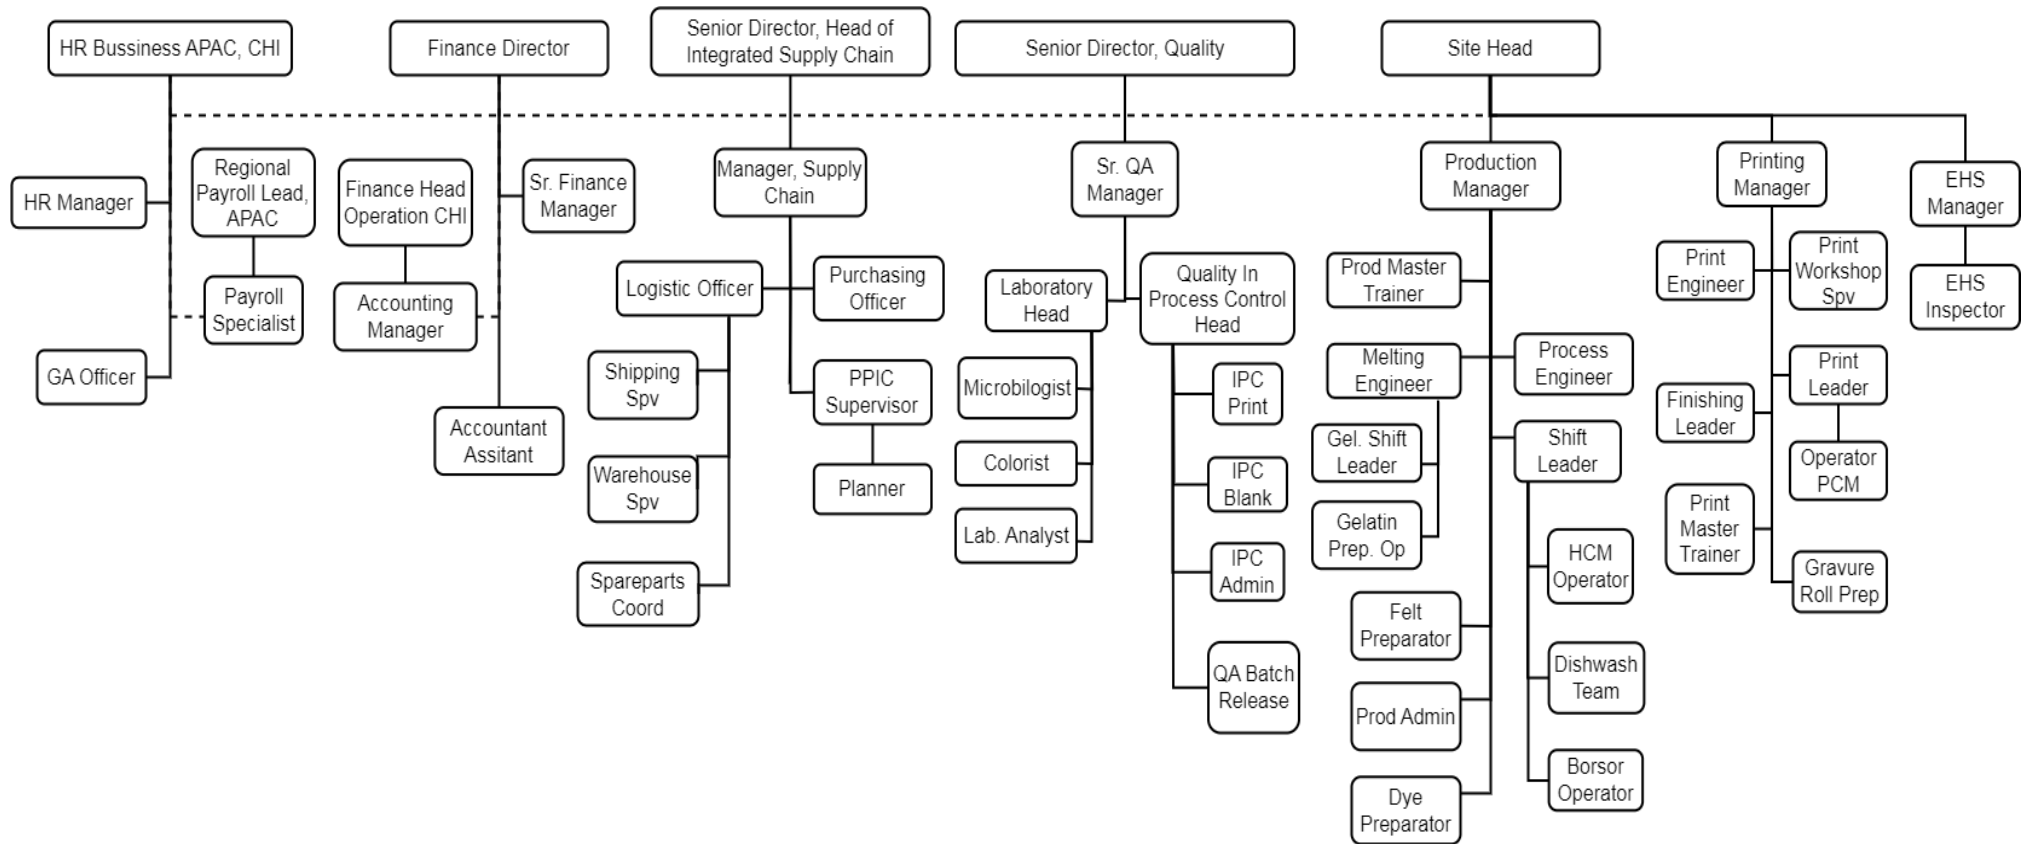 HR Bussiness APAC, CHI
Finance Director
Senior Director, Head of
Integrated Supply Chain
Senior Director, Quality
Site Head
HR Manager
Regional
Payroll Lead,
APAC
Payroll
Specialist
GA Officer
Finance Head
Operation CHI
Accounting
Manager
Sr. Finance
Manager
Accountant
Assitant
Manager, Supply
Chain
Logistic Officer
Purchasing
Officer
Shipping
Spv
Warehouse
Spv
Spareparts
Coord
PPIC
Supervisor
Planner
Sr. QA
Manager
Laboratory
Head
Quality In
Process Control
Head
Microbilogist
Colorist
Lab. Analyst
IPC
Print
IPC
Blank
IPC
Admin
QA Batch
Release
Production
Manager
Prod Master
Trainer
Melting
Engineer
Process
Engineer
Gel. Shift
Leader
Gelatin
Prep. Op
Shift
Leader
HCM
Operator
Dishwash
Team
Borsor
Operator
Felt
Preparator
Prod Admin
Dye
Preparator
Printing
Manager
Print
Engineer
Print
Workshop
Spv
Finishing
Leader
Print
Leader
Operator
PCM
Print
Master
Trainer
Gravure
Roll Prep
EHS
Manager
EHS
Inspector